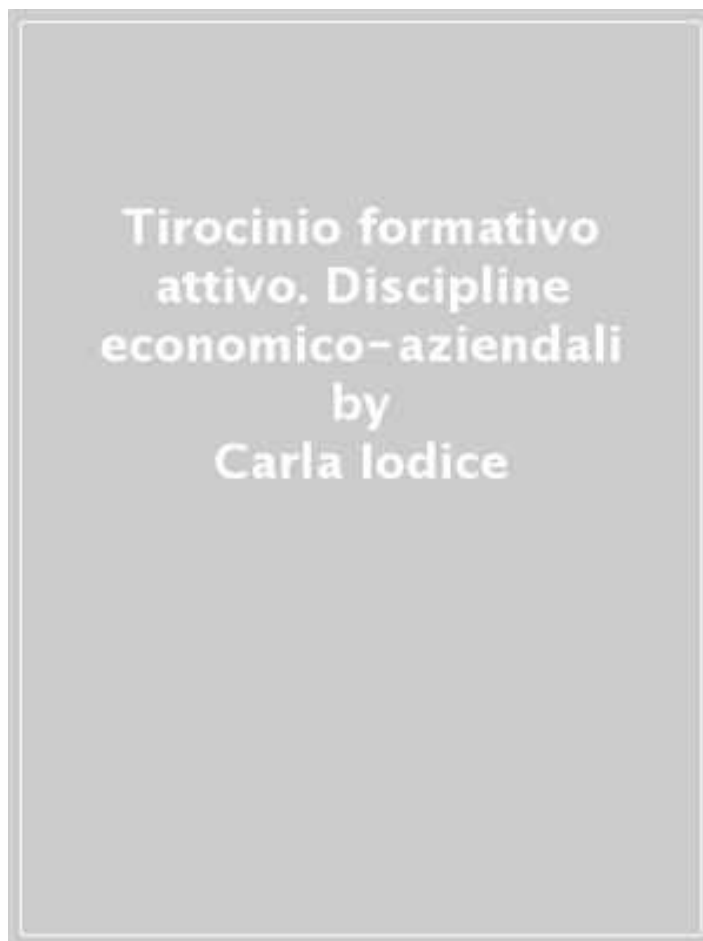 Tirocinio formativo
attivo. Discipline
economico-aziendali
by
Carla Iodice